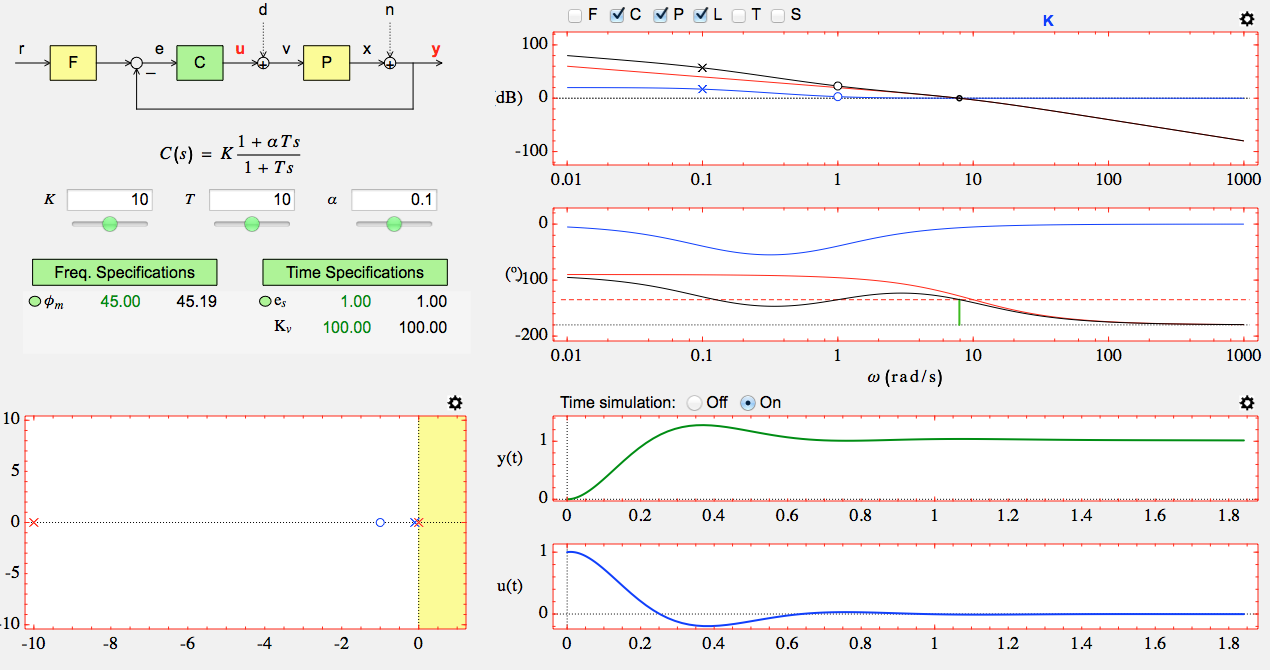 d n
r F e C u v P x y
C(s) = K (1 + αTs)/(1 + Ts)
K 10 T 10 α 0.1
Freq. Specifications
ϕm 45.00 45.19
Time Specifications
es 1.00 1.00
Kv 100.00 100.00
F C P L T S
K
100
0
-100
dB)
0.01 0.1 1 10 100 1000
0
-100
-200
(º)
0.01 0.1 1 10 100 1000
ω (rad/s)
10
5
0
-5
-10
-10 -8 -6 -4 -2 0
Time simulation: Off On
1
0
y(t)
0 0.2 0.4 0.6 0.8 1 1.2 1.4 1.6 1.8
1
0
u(t)
0 0.2 0.4 0.6 0.8 1 1.2 1.4 1.6 1.8